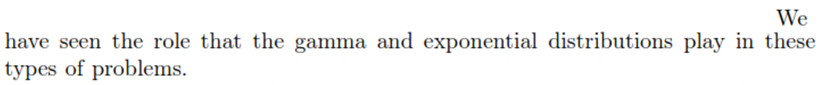 We
have seen the role that the gamma and exponential distributions play in these
types of problems.